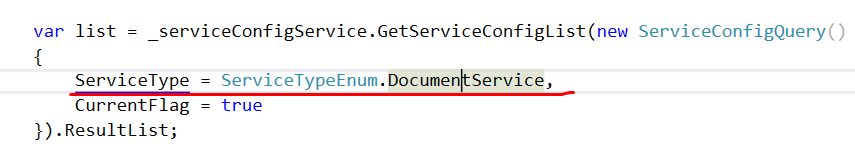 var list = _serviceConfigService.GetServiceConfigList(new ServiceConfigQuery()
{
ServiceType = ServiceTypeEnum.DocumentService,
CurrentFlag = true
}).ResultList;